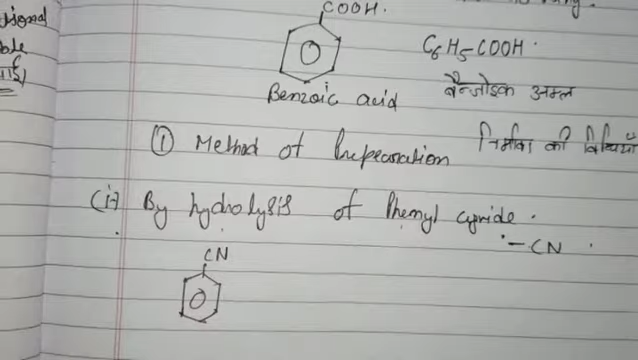 COOH.
C6H5COOH.
Benzoic acid बैन्जोइक अम्ल
① Method of Preparation
(i) By hydrolysis of Phenyl cynide.
-CN
CN